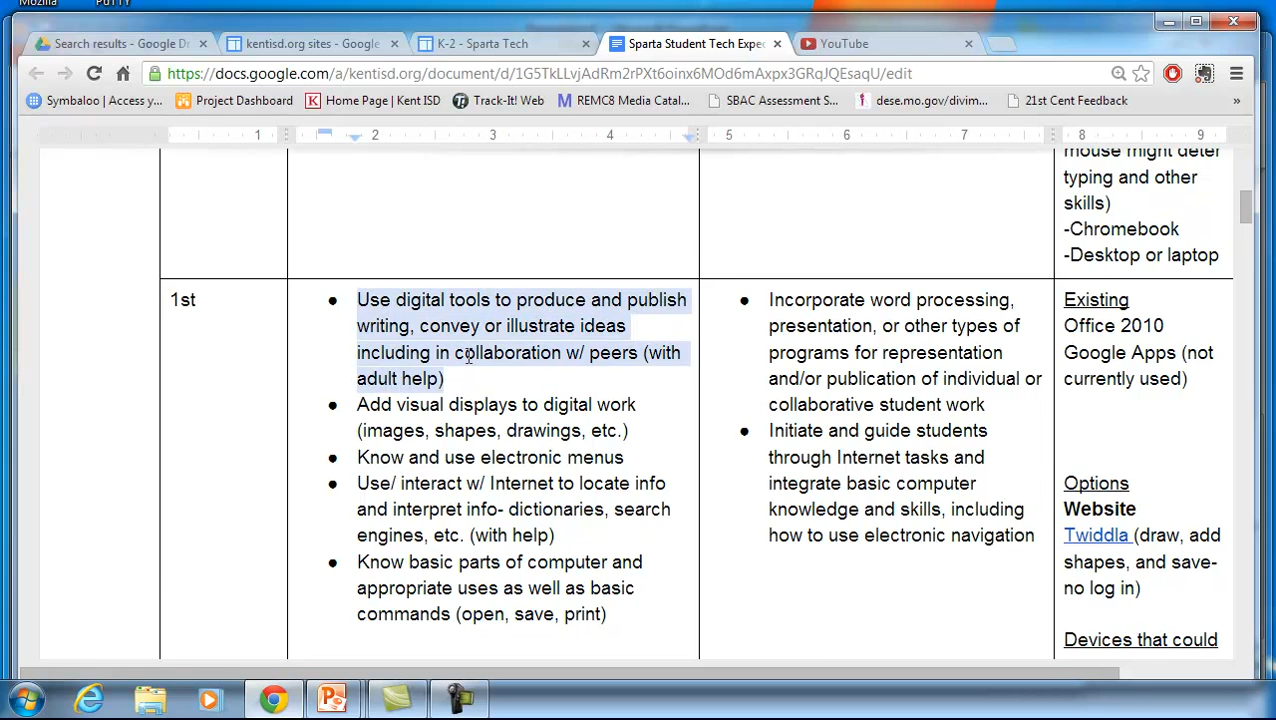 Mozilla PuTTY
Search results - Google Dr
kentisd.org sites - Google
K-2 - Sparta Tech
Sparta Student Tech Expe
YouTube
https://docs.google.com/a/kentisd.org/document/d/1G5TkLLvjAdRm2rPXt6oinx6MOd6mAxpx3GRqJQEsaqU/edit
Symbaloo | Access y...
Project Dashboard
Home Page | Kent ISD
Track-It! Web
REMC8 Media Catal...
SBAC Assessment S...
dese.mo.gov/divim...
21st Cent Feedback
»
1 2 3 4 5 6 7 8 9
mouse might deter
typing and other
skills)
-Chromebook
-Desktop or laptop
1st
● Use digital tools to produce and publish
writing, convey or illustrate ideas
including in collaboration w/ peers (with
adult help)
● Add visual displays to digital work
(images, shapes, drawings, etc.)
● Know and use electronic menus
● Use/ interact w/ Internet to locate info
and interpret info- dictionaries, search
engines, etc. (with help)
● Know basic parts of computer and
appropriate uses as well as basic
commands (open, save, print)
● Incorporate word processing,
presentation, or other types of
programs for representation
and/or publication of individual or
collaborative student work
● Initiate and guide students
through Internet tasks and
integrate basic computer
knowledge and skills, including
how to use electronic navigation
Existing
Office 2010
Google Apps (not
currently used)
Options
Website
Twiddla (draw, add
shapes, and save-
no log in)
Devices that could